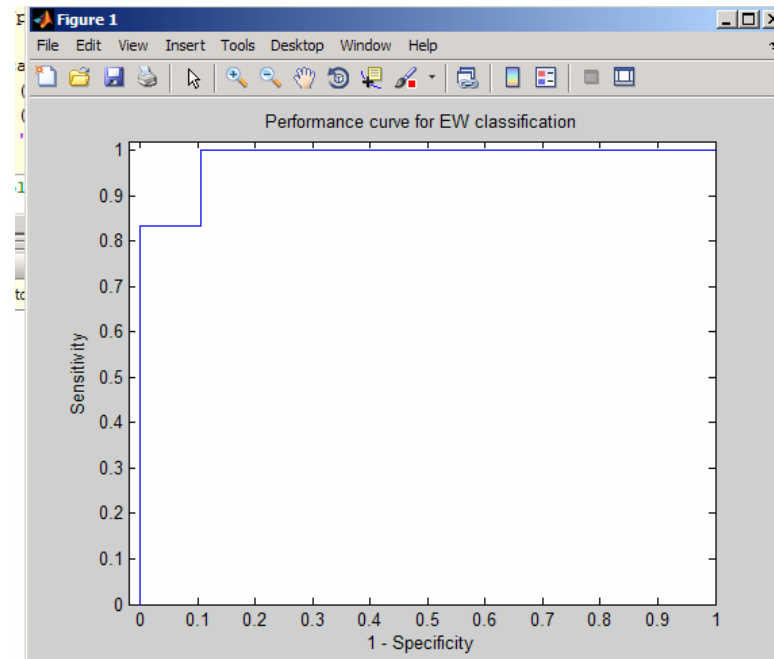 Figure 1
File Edit View Insert Tools Desktop Window Help
Performance curve for EW classification
1
0.9
0.8
0.7
0.6
0.5
0.4
0.3
0.2
0.1
0
Sensitivity
0 0.1 0.2 0.3 0.4 0.5 0.6 0.7 0.8 0.9 1
1 - Specificity